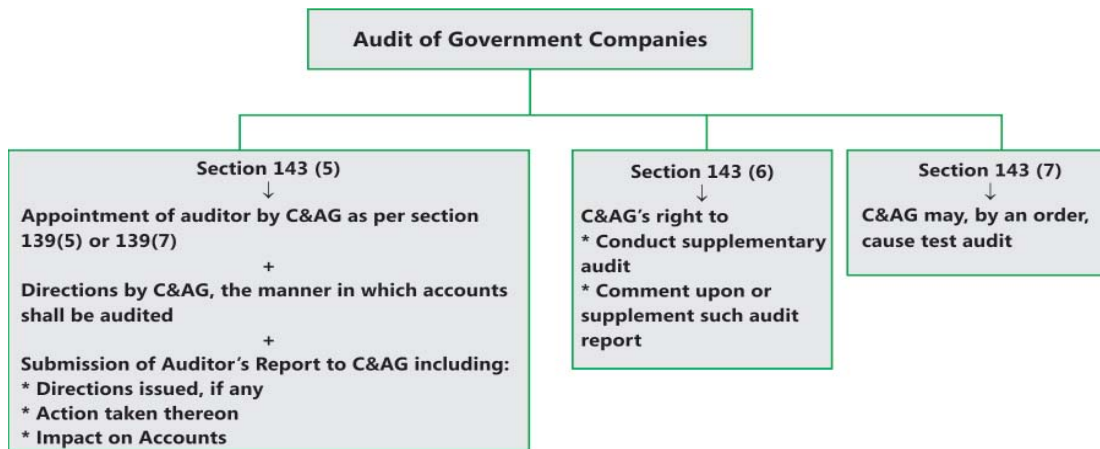 Audit of Government Companies
Section 143 (5)
↓
Appointment of auditor by C&AG as per section
139(5) or 139(7)
+
Directions by C&AG, the manner in which accounts
shall be audited
+
Submission of Auditor's Report to C&AG including:
* Directions issued, if any
* Action taken thereon
* Impact on Accounts
Section 143 (6)
↓
C&AG's right to
* Conduct supplementary
audit
* Comment upon or
supplement such audit
report
Section 143 (7)
↓
C&AG may, by an order,
cause test audit